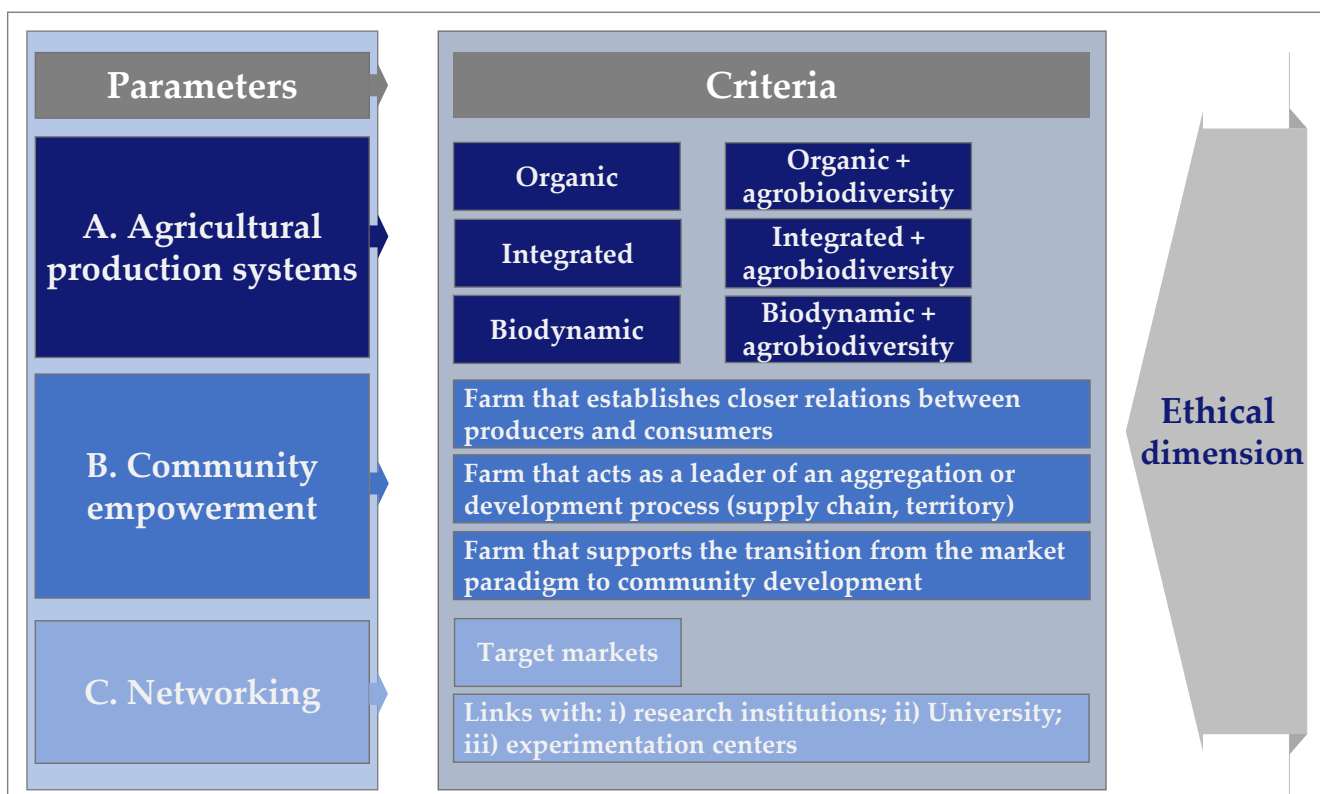 Parameters
Criteria
A. Agricultural
production systems
Organic
Organic +
agrobiodiversity
Integrated
Integrated +
agrobiodiversity
Biodynamic
Biodynamic +
agrobiodiversity
B. Community
empowerment
Farm that establishes closer relations between
producers and consumers
Farm that acts as a leader of an aggregation or
development process (supply chain, territory)
Farm that supports the transition from the market
paradigm to community development
C. Networking
Target markets
Links with: i) research institutions; ii) University;
iii) experimentation centers
Ethical
dimension